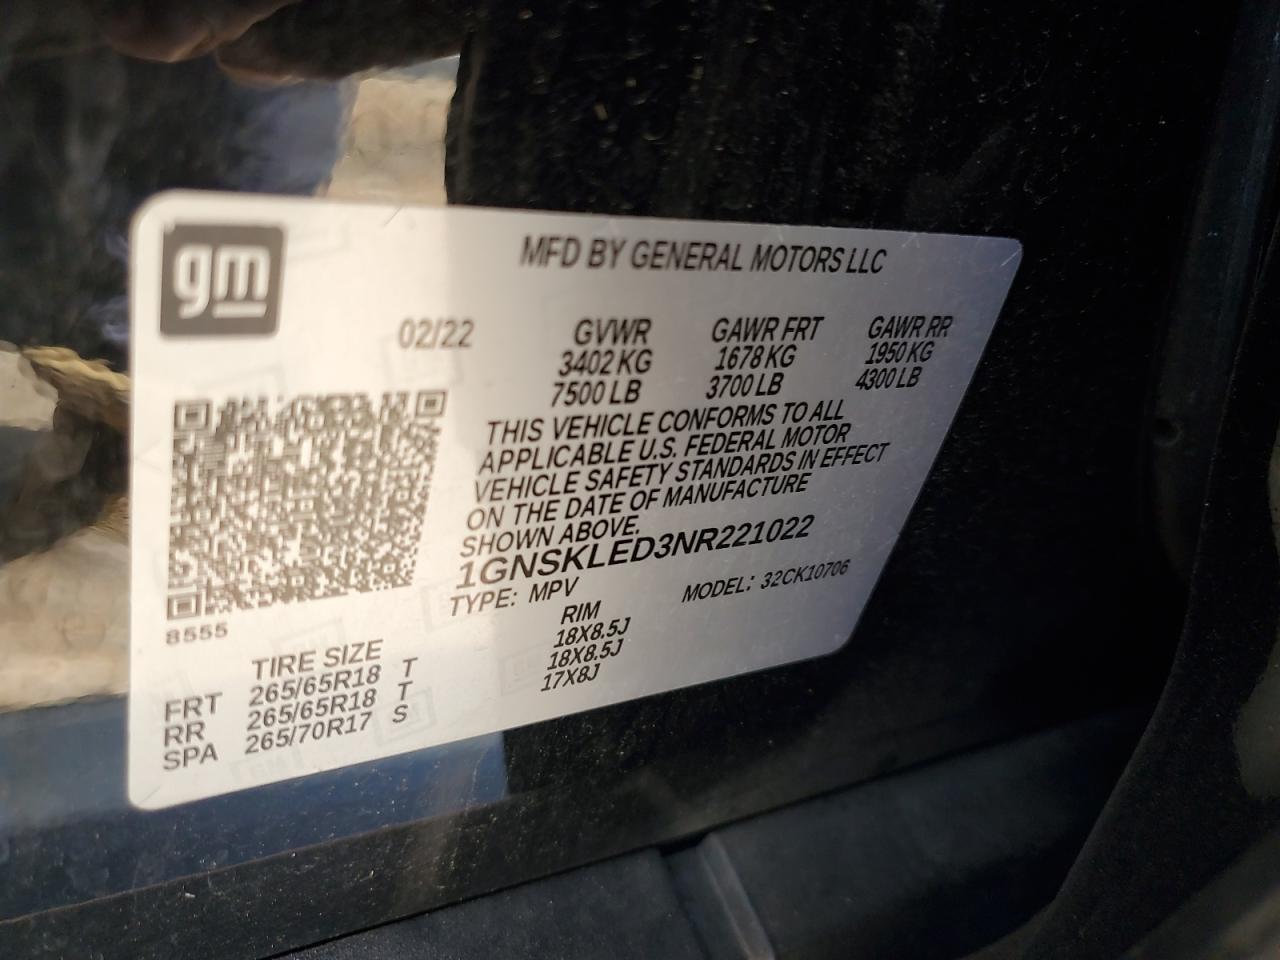 gm
MFD BY GENERAL MOTORS LLC
02/22 GVWR GAWR FRT GAWR RR
3402 KG 1678 KG 1950 KG
7500 LB 3700 LB 4300 LB
THIS VEHICLE CONFORMS TO ALL
APPLICABLE U.S. FEDERAL MOTOR
VEHICLE SAFETY STANDARDS IN EFFECT
ON THE DATE OF MANUFACTURE
SHOWN ABOVE.
1GNSKLED3NR221022
TYPE: MPV MODEL: 32CK10706
8555
TIRE SIZE RIM
FRT 265/65R18 T 18X8.5J
RR 265/65R18 T 18X8.5J
SPA 265/70R17 S 17X8J